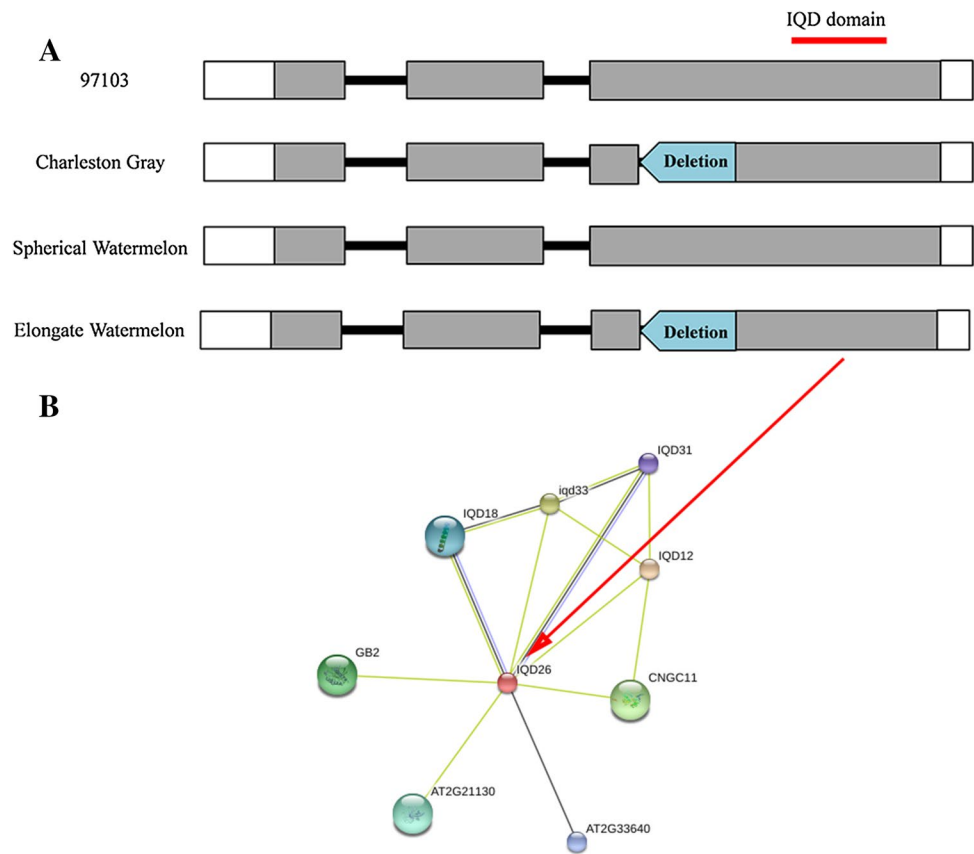 IQD domain
A
97103
Charleston Gray
Deletion
Spherical Watermelon
Elongate Watermelon
Deletion
B
IQD31
iqd33
IQD18
IQD12
GB2
IQD26
CNGC11
AT2G21130
AT2G33640